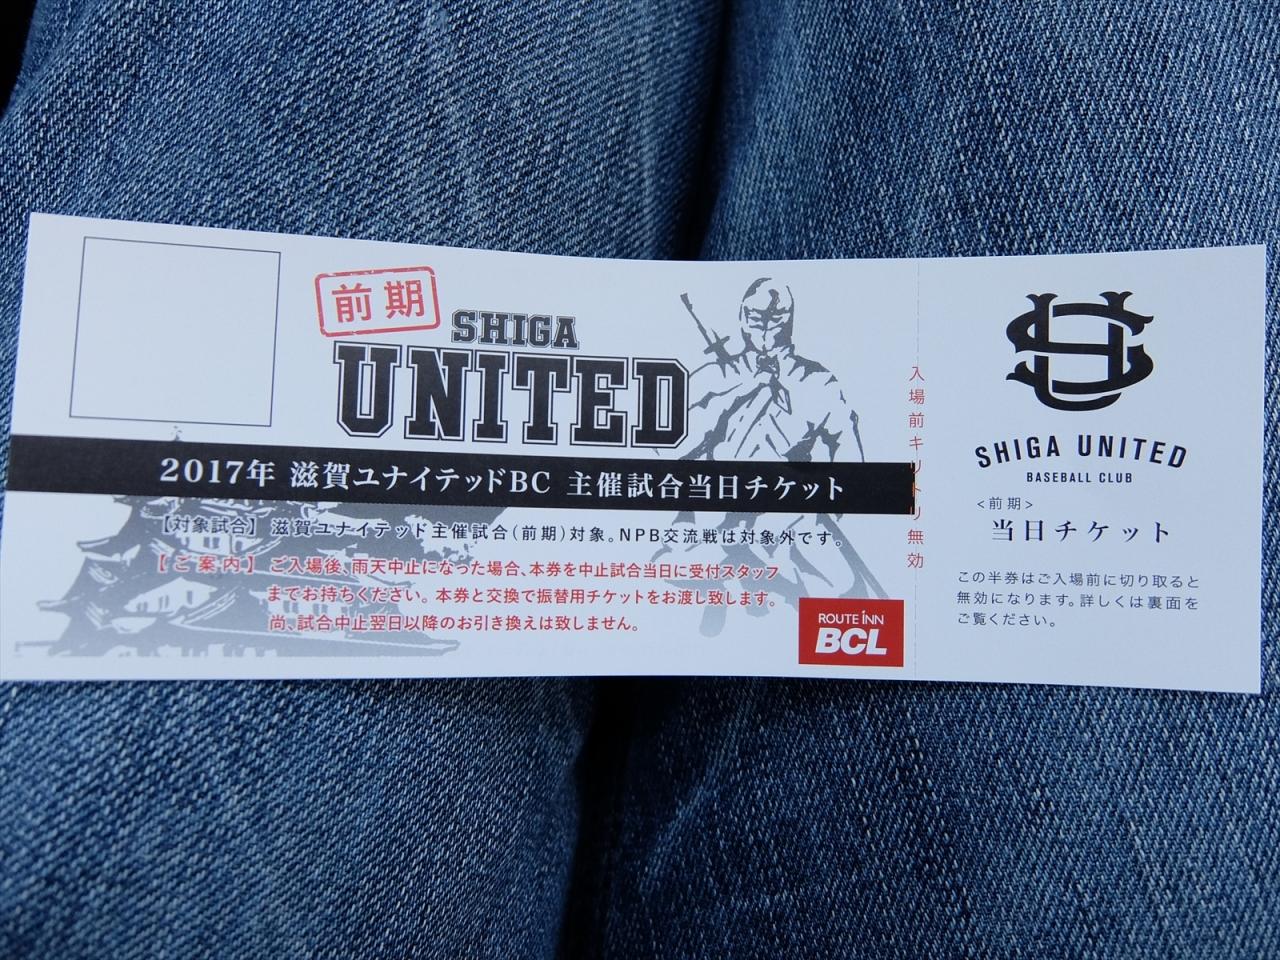 前期
SHIGA
UNITED
2017年 滋賀ユナイテッドBC 主催試合当日チケット
【対象試合】 滋賀ユナイテッド主催試合(前期)対象。NPB交流戦は対象外です。
【ご案内】 ご入場後、雨天中止になった場合、本券を中止試合当日に受付スタッフ
までお持ちください。本券と交換で振替用チケットをお渡し致します。
尚、試合中止翌日以降のお引き換えは致しません。
ROUTE INN
BCL
入場前キリトリ無効
SU
SHIGA UNITED
BASEBALL CLUB
<前期>
当日チケット
この半券はご入場前に切り取ると
無効になります。詳しくは裏面を
ご覧ください。